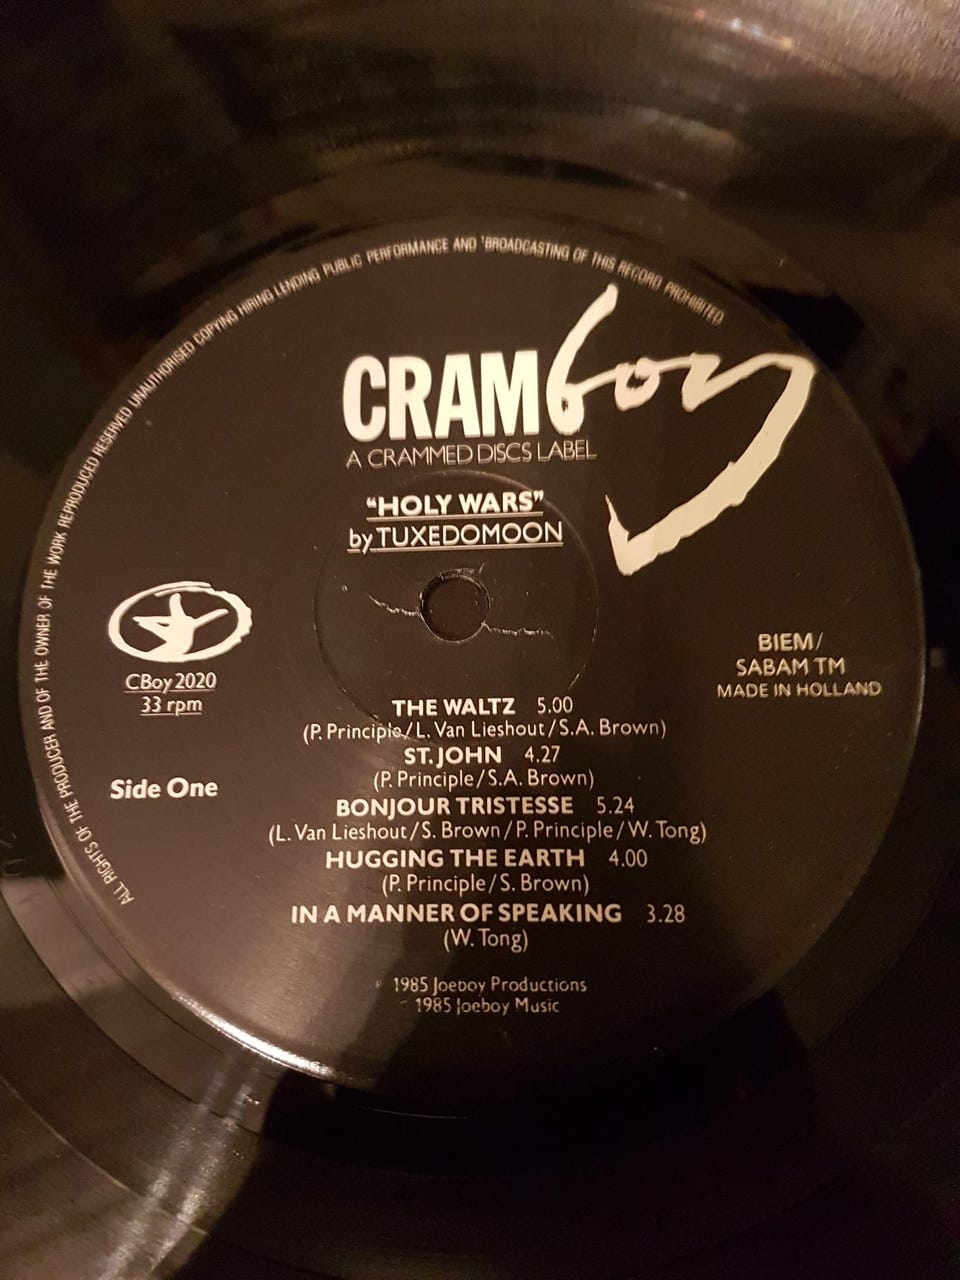 ALL RIGHTS OF THE PRODUCER AND OF THE OWNER OF THE WORK REPRODUCED RESERVED UNAUTHORISED COPYING HIRING LENDING PUBLIC PERFORMANCE AND BROADCASTING OF THIS RECORD PROHIBITED
CRAMboy
A CRAMMED DISCS LABEL
"HOLY WARS"
by TUXEDOMOON
BIEM/
SABAM TM
MADE IN HOLLAND
CBoy 2020
33 rpm
Side One
THE WALTZ 5.00
(P. Principle/L. Van Lieshout/S.A. Brown)
ST. JOHN 4.27
(P. Principle/S.A. Brown)
BONJOUR TRISTESSE 5.24
(L. Van Lieshout/S. Brown/P. Principle/W. Tong)
HUGGING THE EARTH 4.00
(P. Principle/S. Brown)
IN A MANNER OF SPEAKING 3.28
(W. Tong)
1985 Joeboy Productions
1985 Joeboy Music